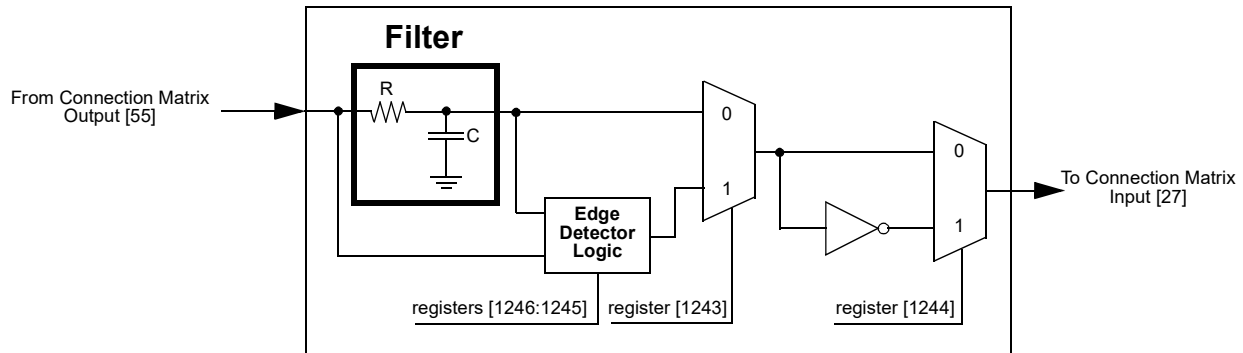 Filter
From Connection Matrix
Output [55]
R
C
0
1
Edge
Detector
Logic
0
1
To Connection Matrix
Input [27]
registers [1246:1245]
register [1243]
register [1244]